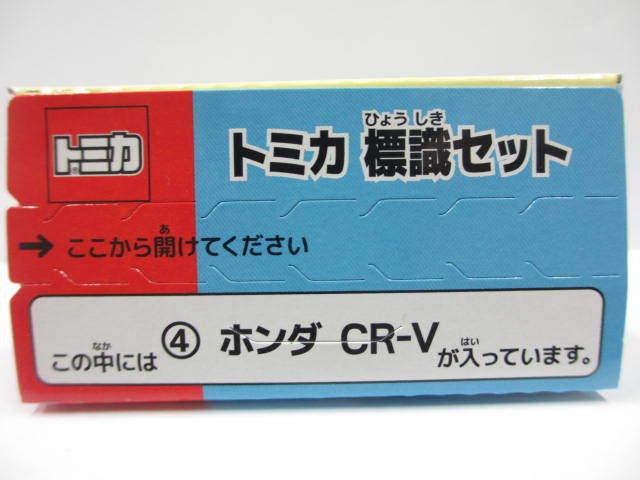 トミカ®
ひょう しき
トミカ 標識セット
あ
→ ここから開けてください
なか はい
この中には ④ ホンダ CR-V が入っています。